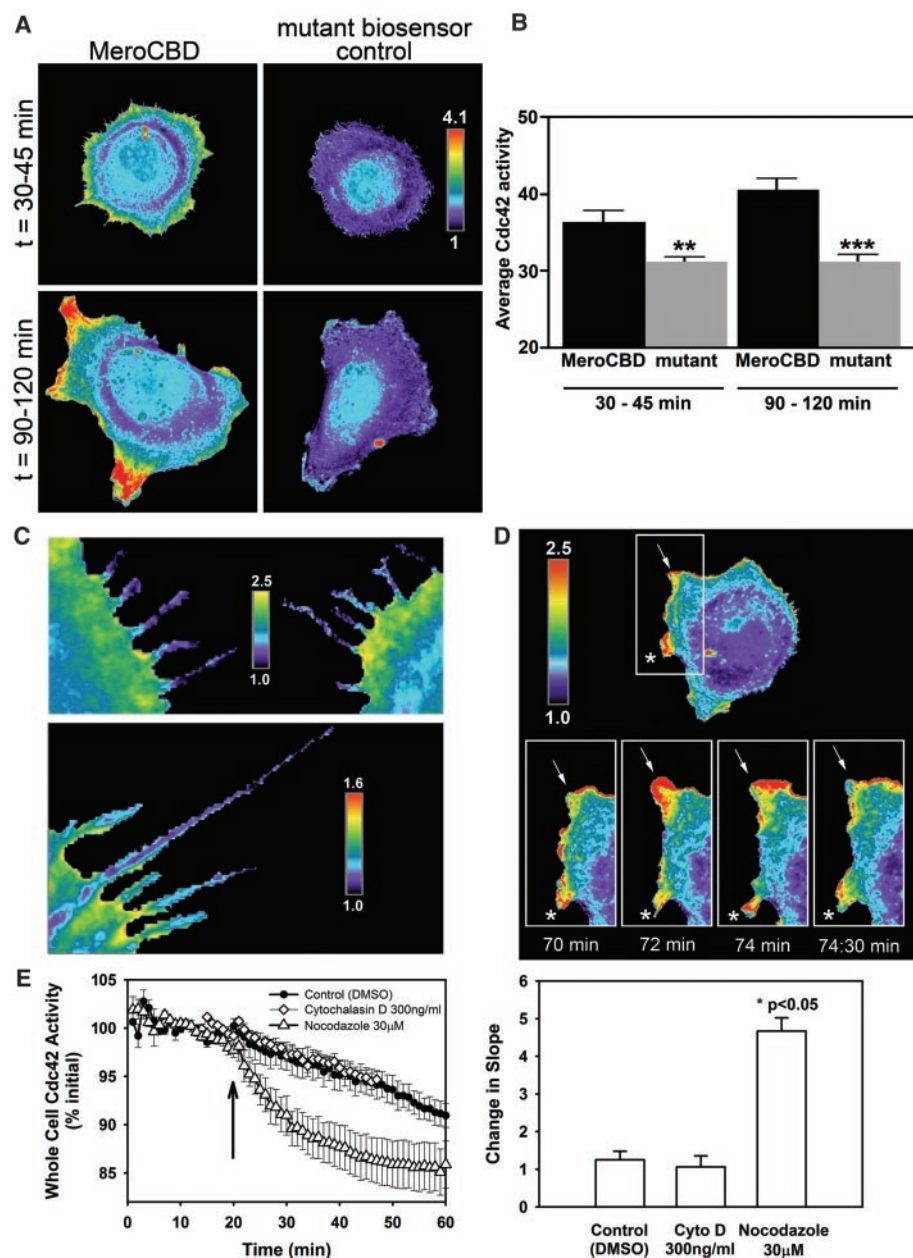 A
MeroCBD
mutant biosensor
control
t = 30-45 min
4.1
1
t = 90-120 min
B
Average Cdc42 activity
50
40
30
20
**
***
MeroCBD mutant MeroCBD mutant
30 - 45 min
90 - 120 min
C
2.5
1.0
1.6
1.0
D
2.5
1.0
*
*
*
*
*
70 min
72 min
74 min
74:30 min
E
Whole Cell Cdc42 Activity
(% initial)
105
100
95
90
85
Control (DMSO)
Cytochalasin D 300ng/ml
Nocodazole 30μM
0 10 20 30 40 50 60
Time (min)
Change in Slope
6
5
4
3
2
1
0
* p<0.05
Control
(DMSO)
Cyto D
300ng/ml
Nocodazole
30μM